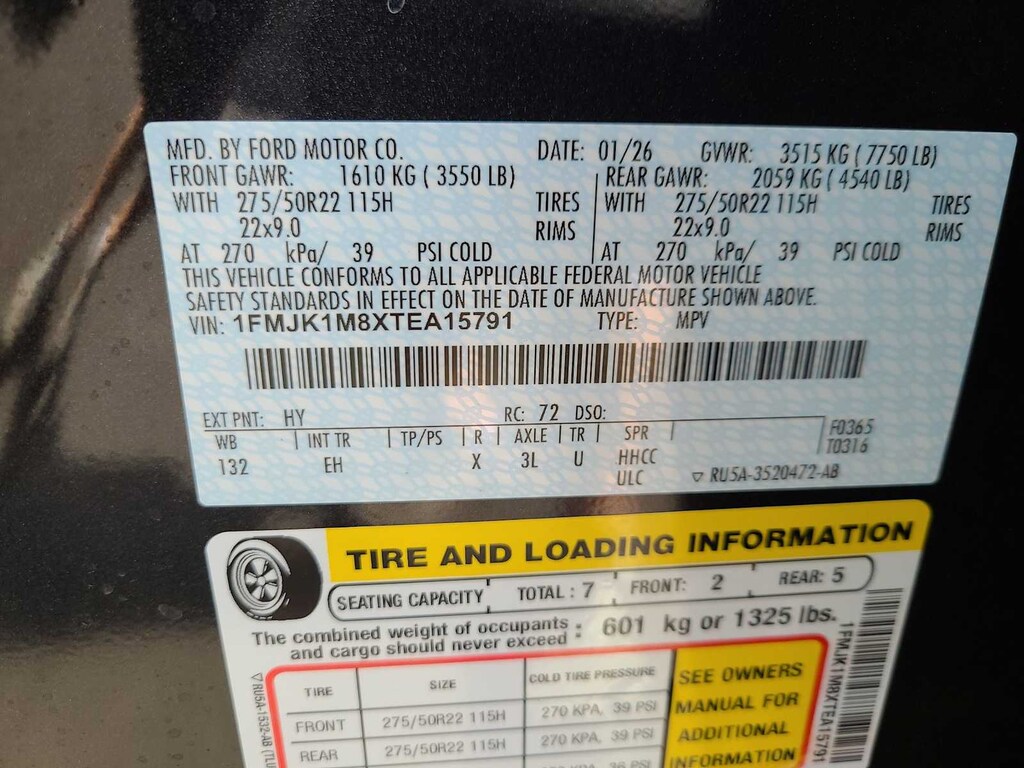 MFD. BY FORD MOTOR CO. DATE: 01/26 GVWR: 3515 KG ( 7750 LB)
FRONT GAWR: 1610 KG ( 3550 LB) REAR GAWR: 2059 KG ( 4540 LB)
WITH 275/50R22 115H TIRES WITH 275/50R22 115H TIRES
22x9.0 RIMS 22x9.0 RIMS
AT 270 kPa/ 39 PSI COLD AT 270 kPa/ 39 PSI COLD
THIS VEHICLE CONFORMS TO ALL APPLICABLE FEDERAL MOTOR VEHICLE
SAFETY STANDARDS IN EFFECT ON THE DATE OF MANUFACTURE SHOWN ABOVE.
VIN: 1FMJK1M8XTEA15791 TYPE: MPV
EXT PNT: HY RC: 72 DSO:
WB INT TR TP/PS R AXLE TR SPR F0365
132 EH X 3L U HHCC T0316
ULC RU5A-3520472-AB
TIRE AND LOADING INFORMATION
SEATING CAPACITY TOTAL : 7 FRONT: 2 REAR: 5
The combined weight of occupants
and cargo should never exceed : 601 kg or 1325 lbs.
TIRE SIZE COLD TIRE PRESSURE
FRONT 275/50R22 115H 270 KPA, 39 PSI
REAR 275/50R22 115H 270 KPA, 39 PSI
SEE OWNERS
MANUAL FOR
ADDITIONAL
INFORMATION
RU5A-1532-AB
1FMJK1M8XTEA15791